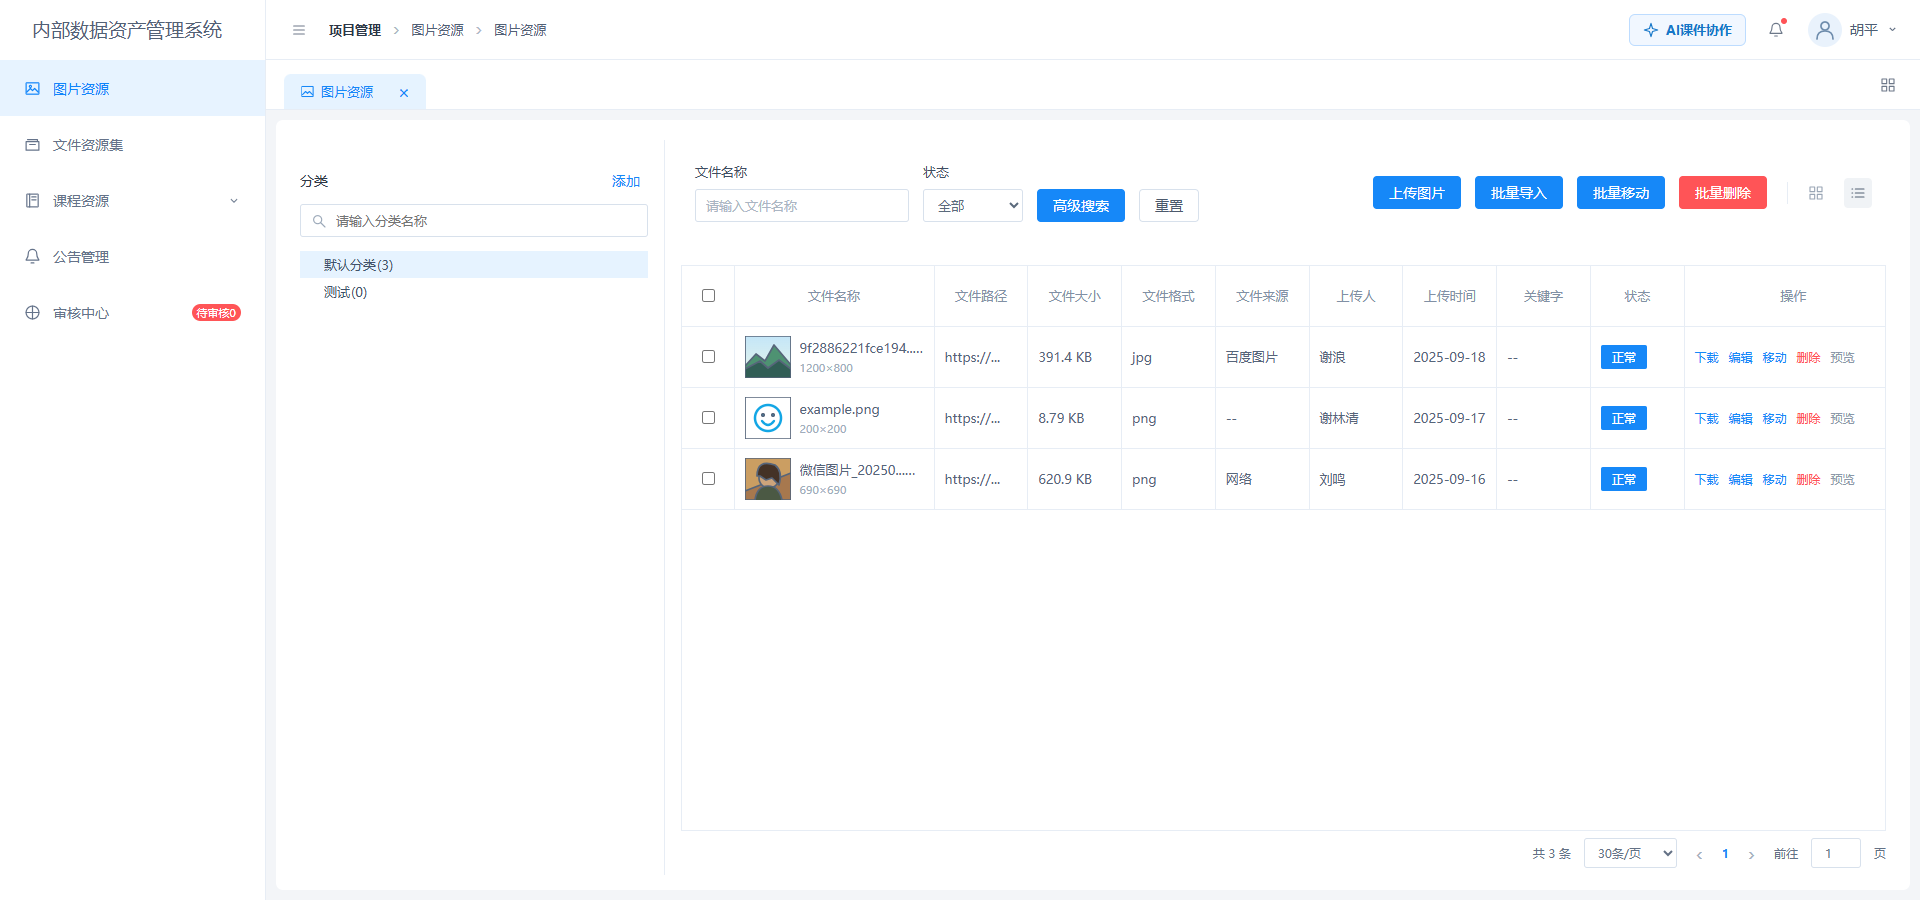 内部数据资产管理系统
项目管理 > 图片资源 > 图片资源
AI课件协作
胡平
图片资源
文件资源集
课程资源
公告管理
审核中心
待审核0
图片资源 ×
分类
添加
请输入分类名称
默认分类(3)
测试(0)
文件名称
请输入文件名称
状态
全部
高级搜索
重置
上传图片
批量导入
批量移动
批量删除
文件名称 文件路径 文件大小 文件格式 文件来源 上传人 上传时间 关键字 状态 操作
9f2886221fce194...... https://... 391.4 KB jpg 百度图片 谢浪 2025-09-18 -- 正常 下载 编辑 移动 删除 预览
1200×800
example.png https://... 8.79 KB png -- 谢林清 2025-09-17 -- 正常 下载 编辑 移动 删除 预览
200×200
微信图片_20250...... https://... 620.9 KB png 网络 刘鸣 2025-09-16 -- 正常 下载 编辑 移动 删除 预览
690×690
共 3 条 30条/页 ‹ 1 › 前往 1 页